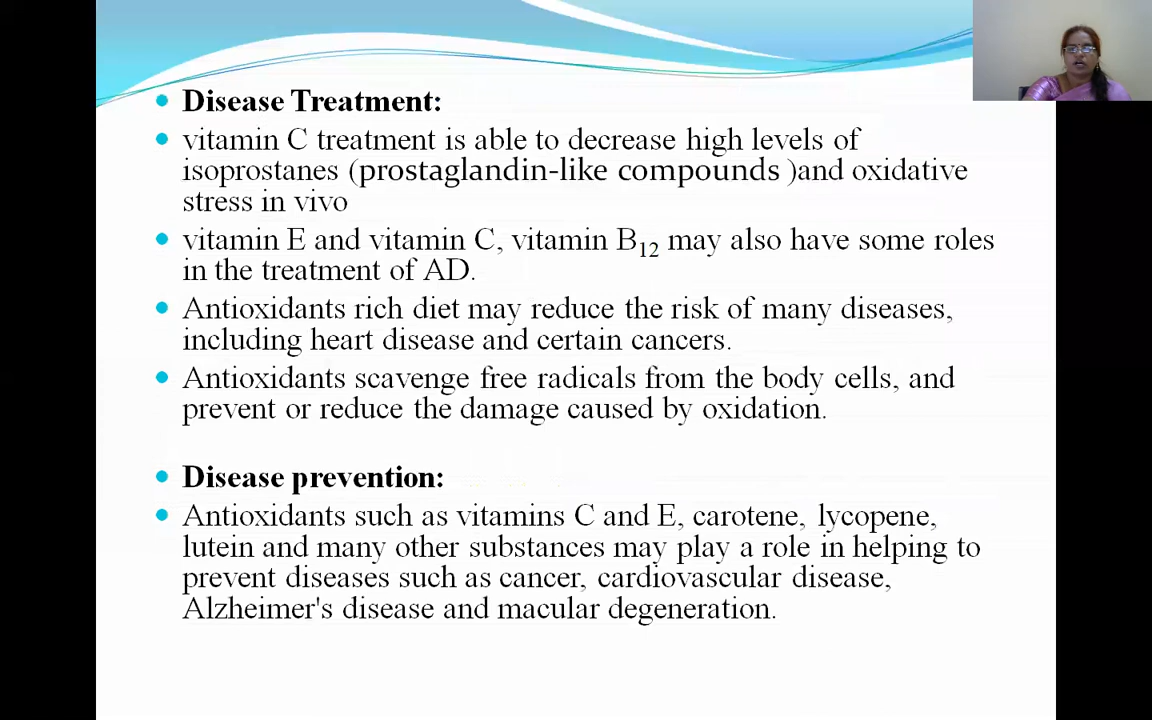 Disease Treatment:
vitamin C treatment is able to decrease high levels of
isoprostanes (prostaglandin-like compounds )and oxidative
stress in vivo
vitamin E and vitamin C, vitamin B12 may also have some roles
in the treatment of AD.
Antioxidants rich diet may reduce the risk of many diseases,
including heart disease and certain cancers.
Antioxidants scavenge free radicals from the body cells, and
prevent or reduce the damage caused by oxidation.
Disease prevention:
Antioxidants such as vitamins C and E, carotene, lycopene,
lutein and many other substances may play a role in helping to
prevent diseases such as cancer, cardiovascular disease,
Alzheimer's disease and macular degeneration.